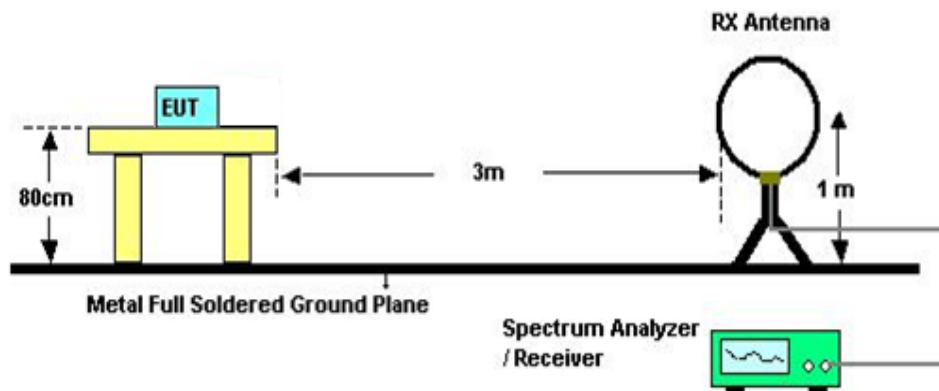 RX Antenna
EUT
80cm
3m
1 m
Metal Full Soldered Ground Plane
Spectrum Analyzer
/ Receiver